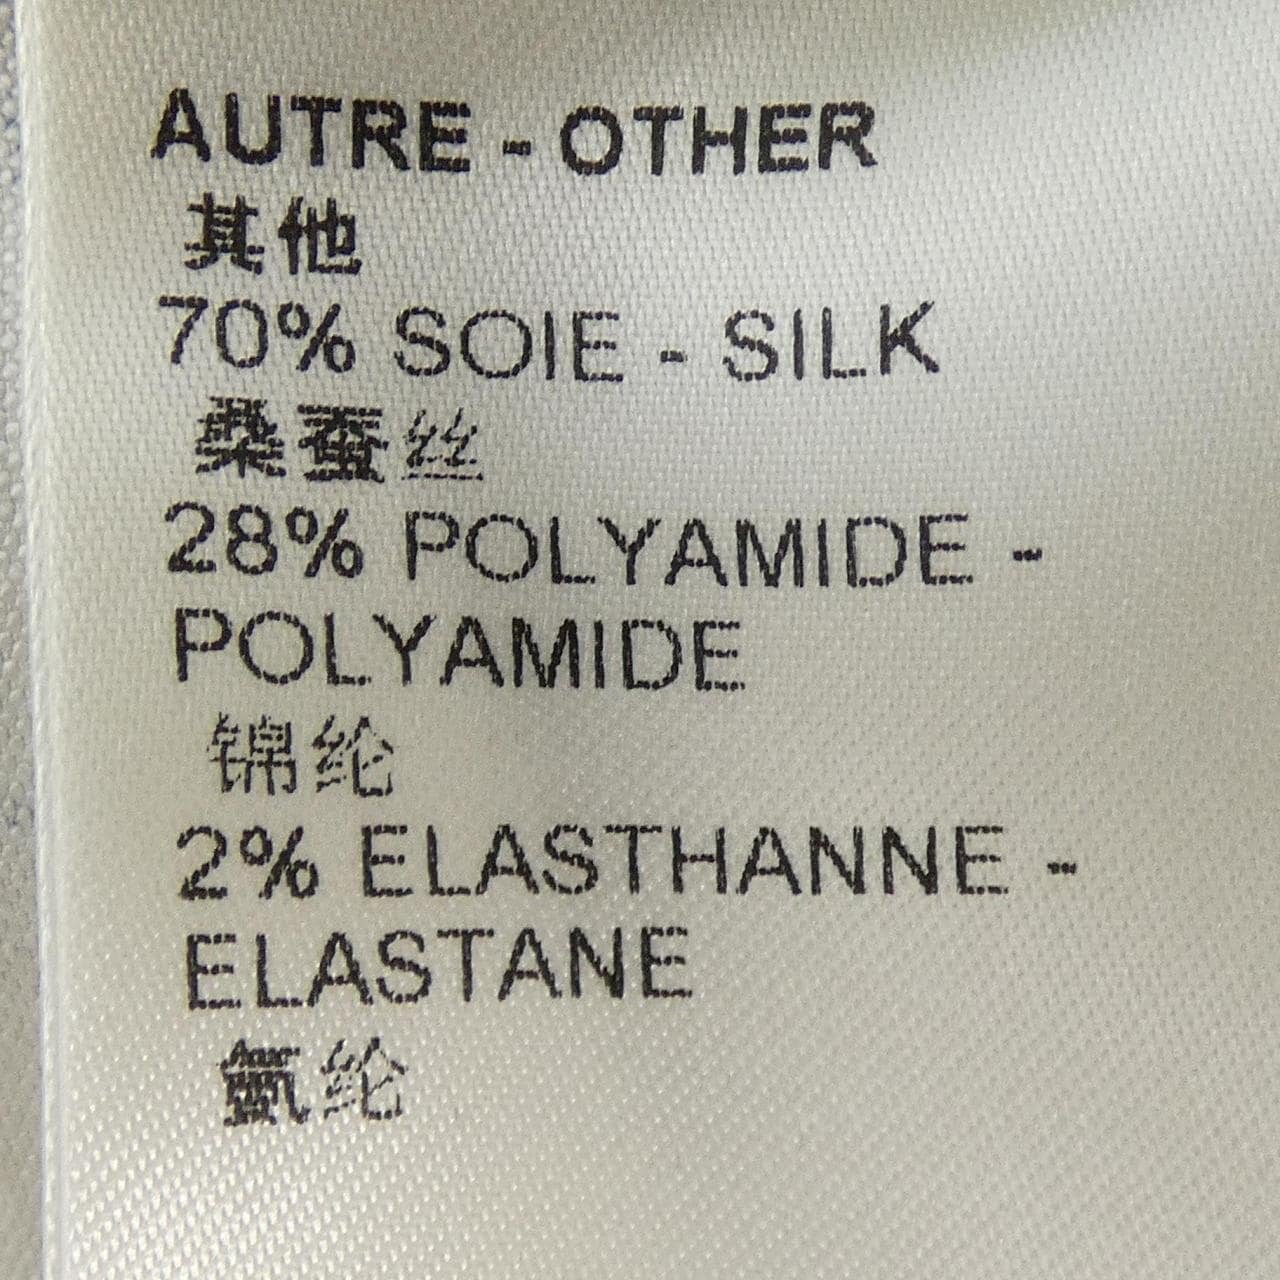 AUTRE - OTHER
其他
70% SOIE - SILK
桑蚕丝
28% POLYAMIDE -
POLYAMIDE
锦纶
2% ELASTHANNE -
ELASTANE
氨纶